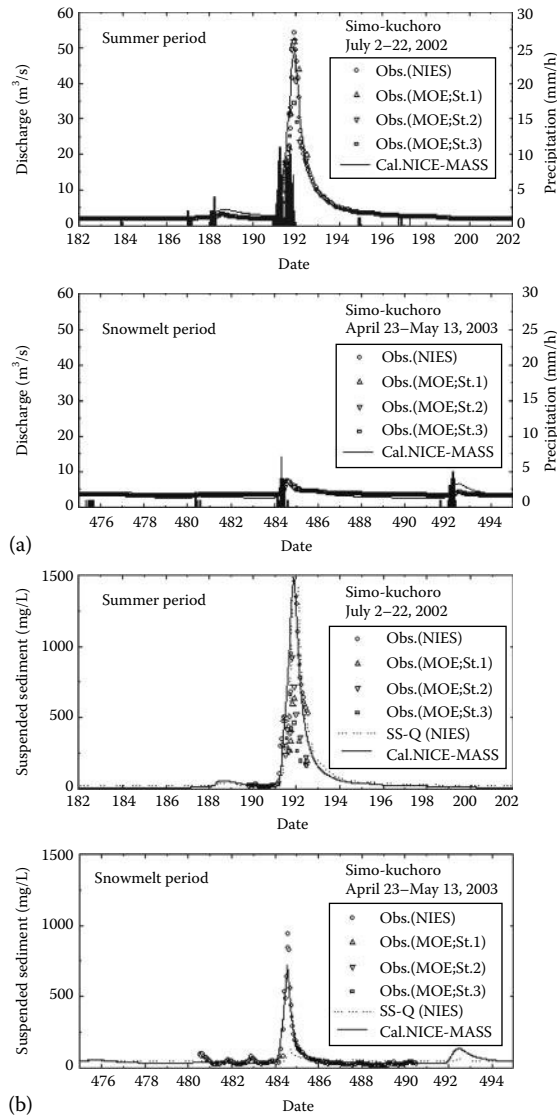 60
50
40
30
20
10
0
Discharge (m³/s)
Summer period
Simo-kuchoro
July 2–22, 2002
Obs.(NIES)
Obs.(MOE;St.1)
Obs.(MOE;St.2)
Obs.(MOE;St.3)
Cal.NICE-MASS
30
25
20
15
10
5
0
Precipitation (mm/h)
182 184 186 188 190 192 194 196 198 200 202
Date
60
50
40
30
20
10
0
Discharge (m³/s)
Snowmelt period
Simo-kuchoro
April 23–May 13, 2003
Obs.(NIES)
Obs.(MOE;St.1)
Obs.(MOE;St.2)
Obs.(MOE;St.3)
Cal.NICE-MASS
30
25
20
15
10
5
0
Precipitation (mm/h)
476 478 480 482 484 486 488 490 492 494
Date
(a)
1500
1000
500
0
Suspended sediment (mg/L)
Summer period
Simo-kuchoro
July 2–22, 2002
Obs.(NIES)
Obs.(MOE;St.1)
Obs.(MOE;St.2)
Obs.(MOE;St.3)
SS-Q (NIES)
Cal.NICE-MASS
182 184 186 188 190 192 194 196 198 200 202
Date
1500
1000
500
0
Suspended sediment (mg/L)
Snowmelt period
Simo-kuchoro
April 23–May 13, 2003
Obs.(NIES)
Obs.(MOE;St.1)
Obs.(MOE;St.2)
Obs.(MOE;St.3)
SS-Q (NIES)
Cal.NICE-MASS
476 478 480 482 484 486 488 490 492 494
Date
(b)